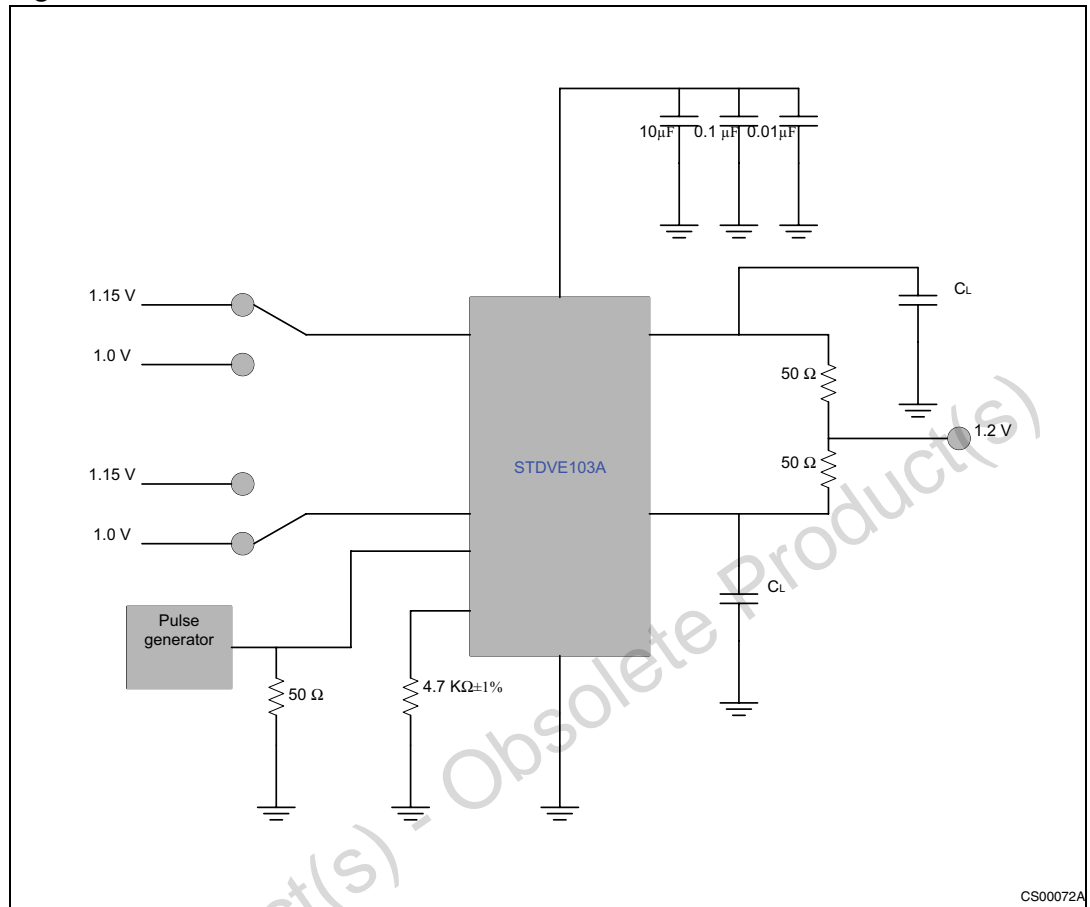 10µF 0.1 µF 0.01µF
1.15 V
CL
1.0 V
50 Ω
1.2 V
1.15 V
50 Ω
STDVE103A
1.0 V
CL
Pulse
generator
50 Ω
4.7 KΩ±1%
CS00072A
ct(s) - Obsolete Product(s)